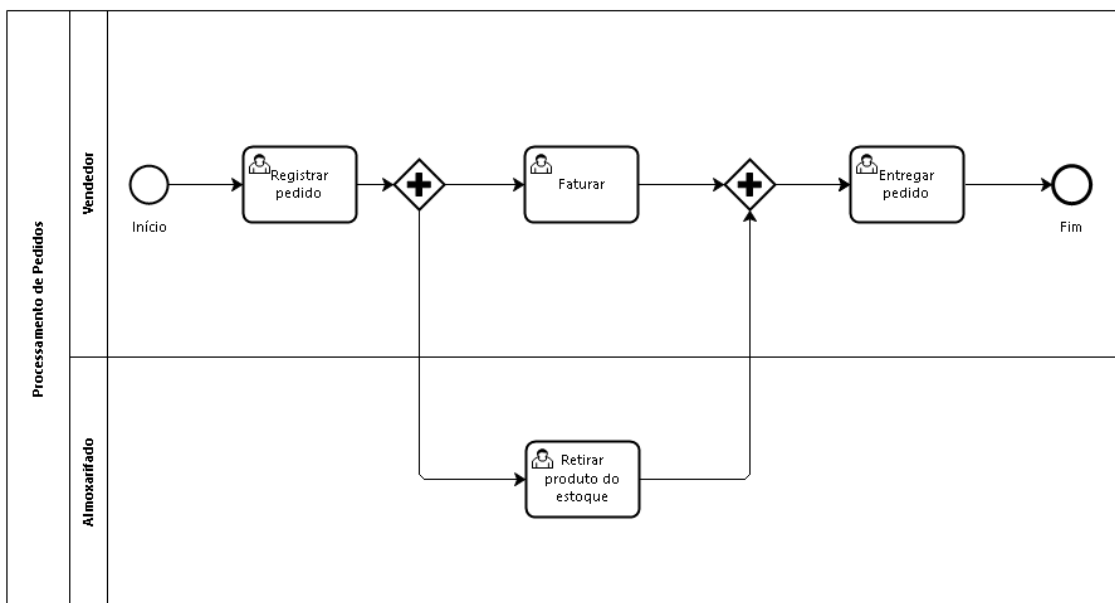 Processamento de Pedidos
Vendedor
Início
Registrar
pedido
Faturar
Entregar
pedido
Fim
Almoxarifado
Retirar
produto do
estoque